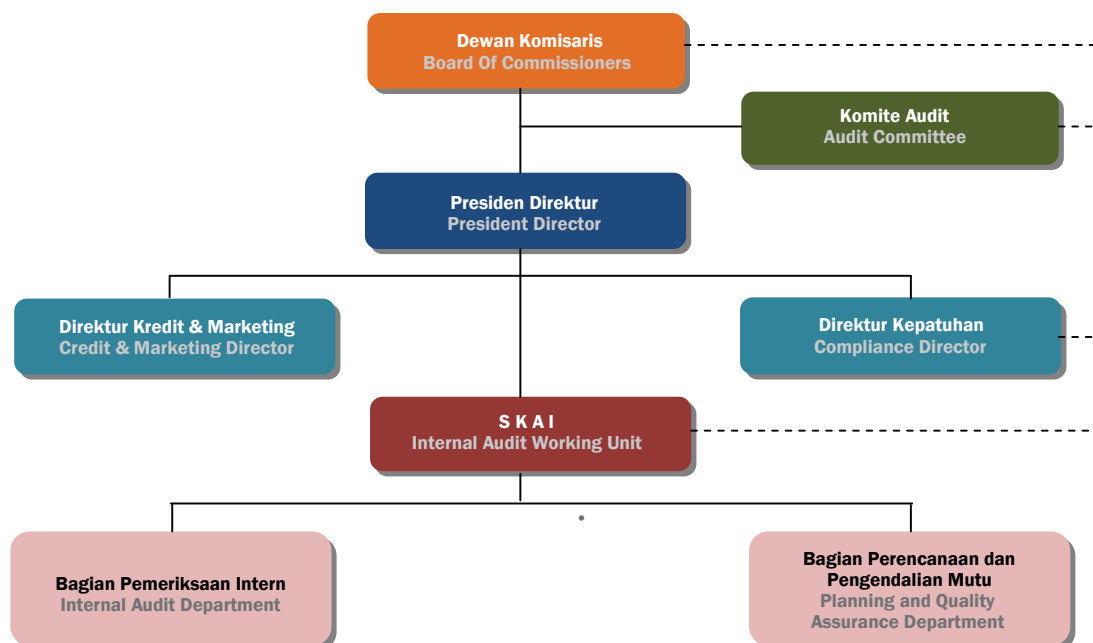 Dewan Komisaris
Board Of Commissioners
Komite Audit
Audit Committee
Presiden Direktur
President Director
Direktur Kredit & Marketing
Credit & Marketing Director
Direktur Kepatuhan
Compliance Director
S K A I
Internal Audit Working Unit
Bagian Pemeriksaan Intern
Internal Audit Department
Bagian Perencanaan dan
Pengendalian Mutu
Planning and Quality
Assurance Department